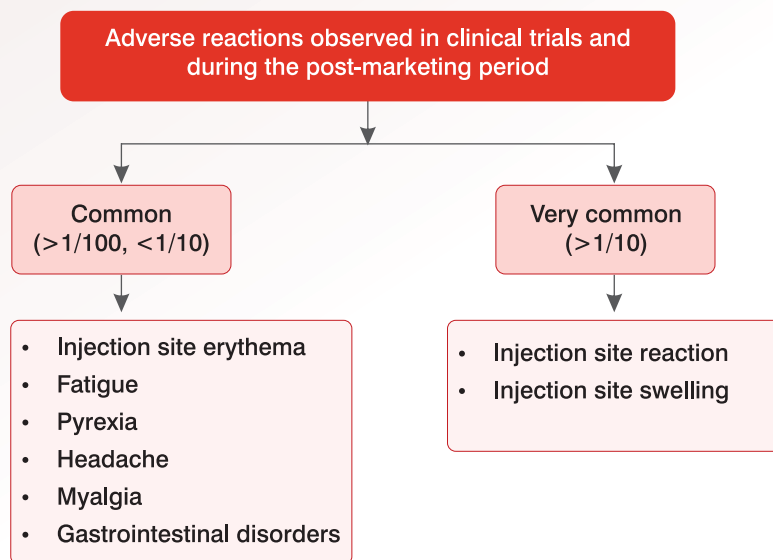 Adverse reactions observed in clinical trials and
during the post-marketing period
Common
(>1/100, <1/10)
Very common
(>1/10)
• Injection site erythema
• Fatigue
• Pyrexia
• Headache
• Myalgia
• Gastrointestinal disorders
• Injection site reaction
• Injection site swelling